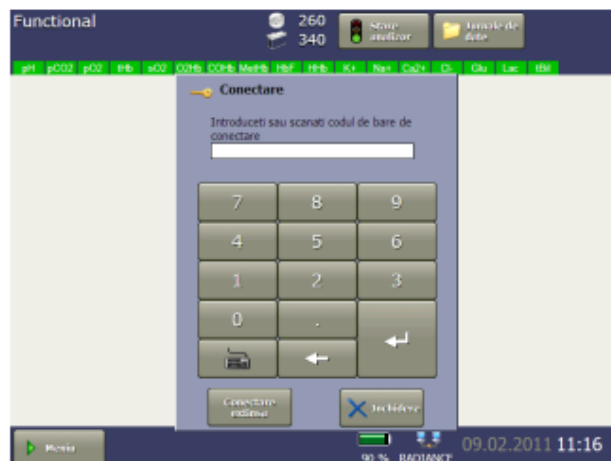 Functional
260
340
Stare
analizor
Jurnale de
date
pH pCO2 pO2 tHb sO2 O2Hb COHb MetHb HbF HHb K+ Na+ Ca2+ Cl- Glu Lac tBil
Conectare
Introduceti sau scanati codul de bare de
conectare
7 8 9
4 5 6
1 2 3
0 .
Conectare
Inchidere
Meniu
90 % RADIANCE
09.02.2011 11:16